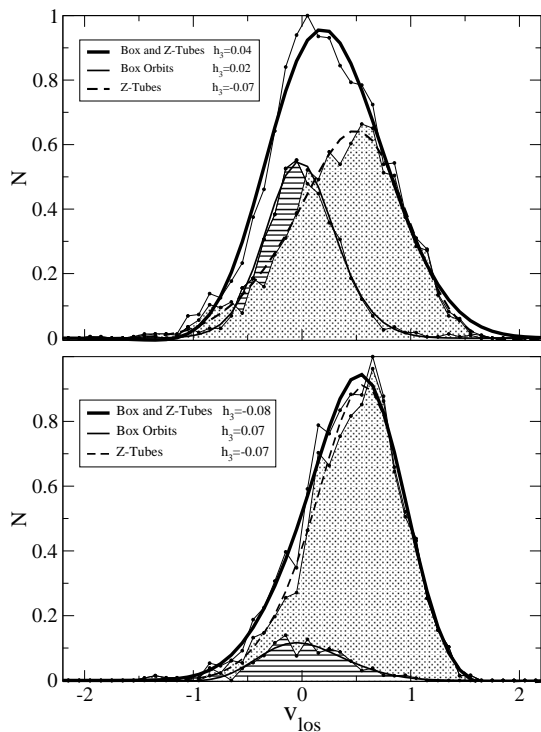 1
0.8
0.6
0.4
0.2
0
N
Box and Z-Tubes h₃=0.04
Box Orbits h₃=0.02
Z-Tubes h₃=-0.07
0.8
0.6
0.4
0.2
0
N
Box and Z-Tubes h₃=-0.08
Box Orbits h₃=0.07
Z-Tubes h₃=-0.07
-2 -1 0 1 2
v_los